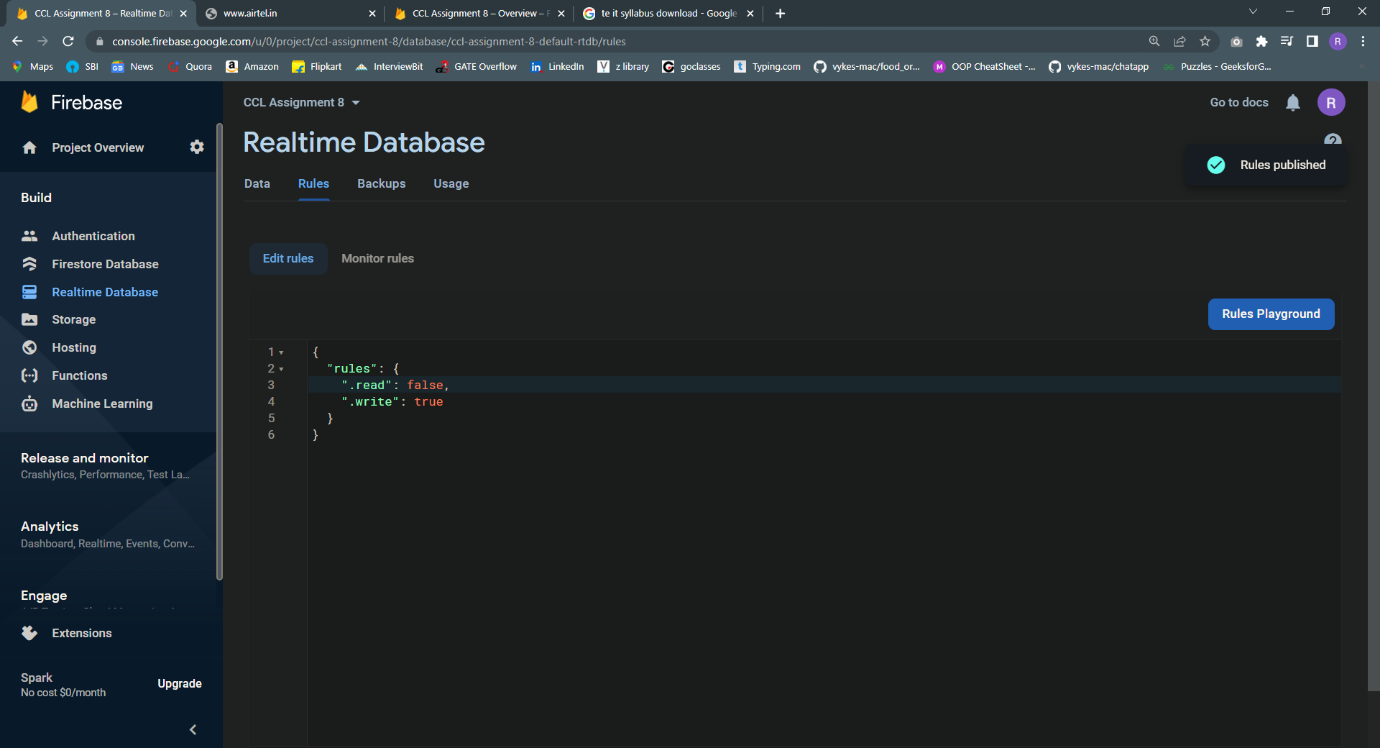 CCL Assignment 8 – Realtime Dat
www.airtel.in
CCL Assignment 8 – Overview – F
te it syllabus download - Google
console.firebase.google.com/u/0/project/ccl-assignment-8/database/ccl-assignment-8-default-rtdb/rules
R
Maps SBI News Quora Amazon Flipkart InterviewBit GATE Overflow LinkedIn z library goclasses Typing.com vykes-mac/food_or... OOP CheatSheet -... vykes-mac/chatapp Puzzles - GeeksforG...
Firebase
Project Overview
Build
Authentication
Firestore Database
Realtime Database
Storage
Hosting
Functions
Machine Learning
Release and monitor
Crashlytics, Performance, Test La...
Analytics
Dashboard, Realtime, Events, Conv...
Engage
Extensions
Spark
No cost $0/month
Upgrade
CCL Assignment 8
Go to docs
R
Realtime Database
?
Rules published
Data Rules Backups Usage
Edit rules Monitor rules
Rules Playground
1 {
2 "rules": {
3 ".read": false,
4 ".write": true
5 }
6 }